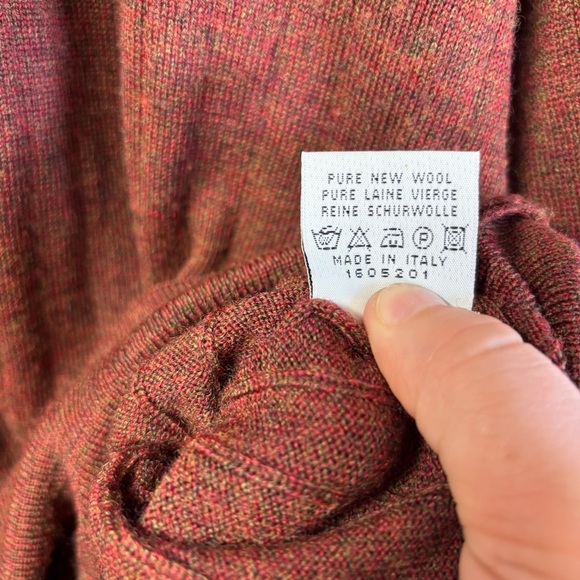 PURE NEW WOOL
PURE LAINE VIERGE
REINE SCHURWOLLE
P
MADE IN ITALY
1605201